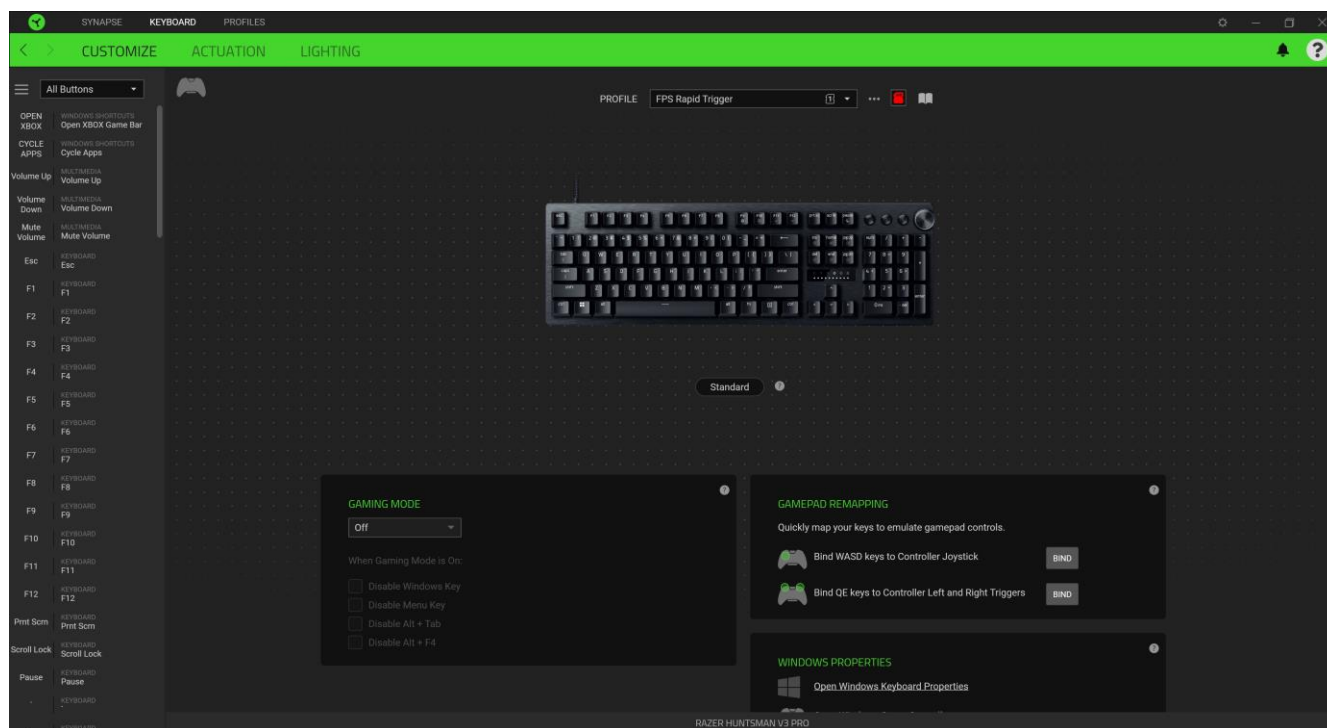 SYNAPSE KEYBOARD PROFILES
CUSTOMIZE ACTUATION LIGHTING
All Buttons
PROFILE FPS Rapid Trigger 1
OPEN XBOX
WINDOWS SHORTCUTS
Open XBOX Game Bar
CYCLE APPS
WINDOWS SHORTCUTS
Cycle Apps
Volume Up
MULTIMEDIA
Volume Up
Volume Down
MULTIMEDIA
Volume Down
Mute Volume
MULTIMEDIA
Mute Volume
Esc
KEYBOARD
Esc
F1
KEYBOARD
F1
F2
KEYBOARD
F2
F3
KEYBOARD
F3
F4
KEYBOARD
F4
F5
KEYBOARD
F5
F6
KEYBOARD
F6
F7
KEYBOARD
F7
F8
KEYBOARD
F8
F9
KEYBOARD
F9
F10
KEYBOARD
F10
F11
KEYBOARD
F11
F12
KEYBOARD
F12
Prnt Scrn
KEYBOARD
Prnt Scrn
Scroll Lock
KEYBOARD
Scroll Lock
Pause
KEYBOARD
Pause
KEYBOARD
Standard
GAMING MODE
Off
When Gaming Mode is On:
Disable Windows Key
Disable Menu Key
Disable Alt + Tab
Disable Alt + F4
GAMEPAD REMAPPING
Quickly map your keys to emulate gamepad controls.
Bind WASD keys to Controller Joystick BIND
Bind QE keys to Controller Left and Right Triggers BIND
WINDOWS PROPERTIES
Open Windows Keyboard Properties
RAZER HUNTSMAN V3 PRO